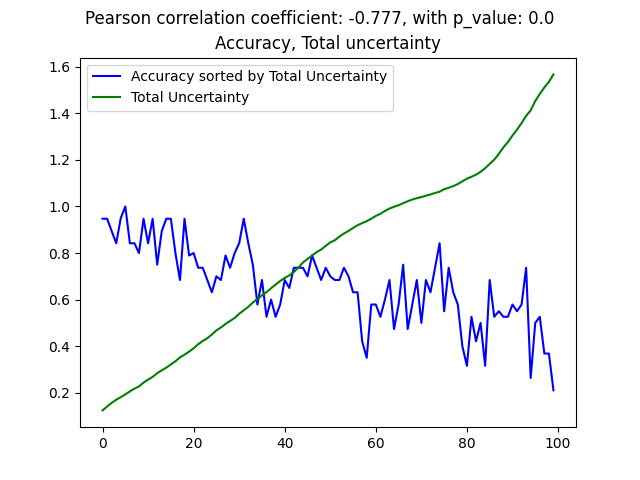 Pearson correlation coefficient: -0.777, with p_value: 0.0
Accuracy, Total uncertainty
Accuracy sorted by Total Uncertainty
Total Uncertainty
1.6
1.4
1.2
1.0
0.8
0.6
0.4
0.2
0 20 40 60 80 100